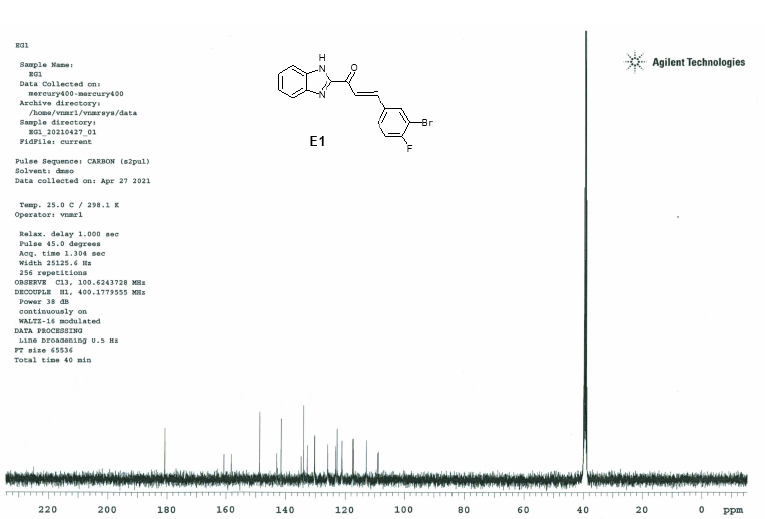 EG1
Sample Name:
EG1
Data Collected on:
mercury400-mercury400
Archive directory:
/home/vnmr1/vnmrsys/data
Sample directory:
EG1_20210427_01
FidFile: current
Pulse Sequence: CARBON (s2pul)
Solvent: dmso
Data collected on: Apr 27 2021
Temp. 25.0 C / 298.1 K
Operator: vnmr1
Relax. delay 1.000 sec
Pulse 45.0 degrees
Acq. time 1.304 sec
Width 25125.6 Hz
256 repetitions
OBSERVE C13, 100.6243728 MHz
DECOUPLE H1, 400.1779555 MHz
Power 38 dB
continuously on
WALTZ-16 modulated
DATA PROCESSING
Line broadening 0.5 Hz
FT size 65536
Total time 40 min
H
N
N
O
Br
F
E1
Agilent Technologies
220 200 180 160 140 120 100 80 60 40 20 0 ppm